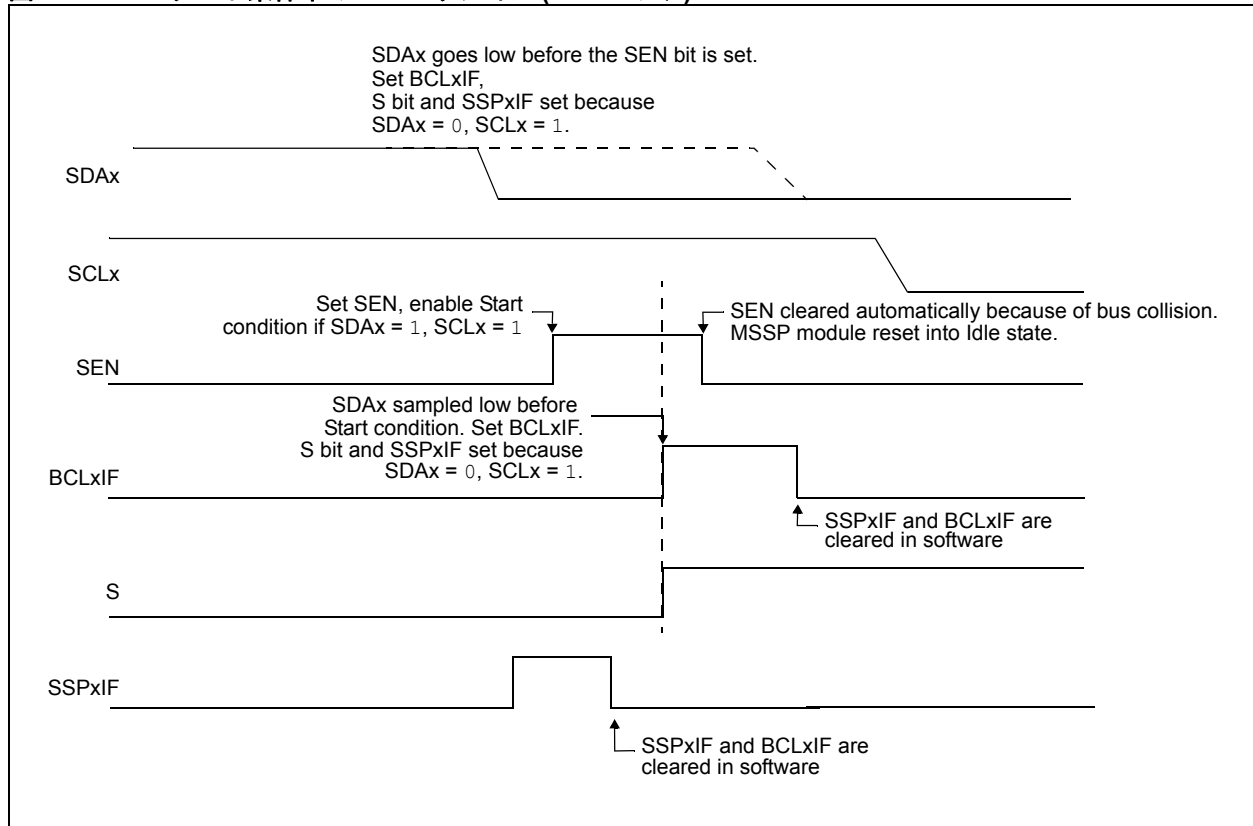 SDAx goes low before the SEN bit is set.
Set BCLxIF,
S bit and SSPxIF set because
SDAx = 0, SCLx = 1.
SDAx
SCLx
Set SEN, enable Start
condition if SDAx = 1, SCLx = 1
SEN cleared automatically because of bus collision.
MSSP module reset into Idle state.
SEN
SDAx sampled low before
Start condition. Set BCLxIF.
S bit and SSPxIF set because
SDAx = 0, SCLx = 1.
BCLxIF
SSPxIF and BCLxIF are
cleared in software
S
SSPxIF
SSPxIF and BCLxIF are
cleared in software